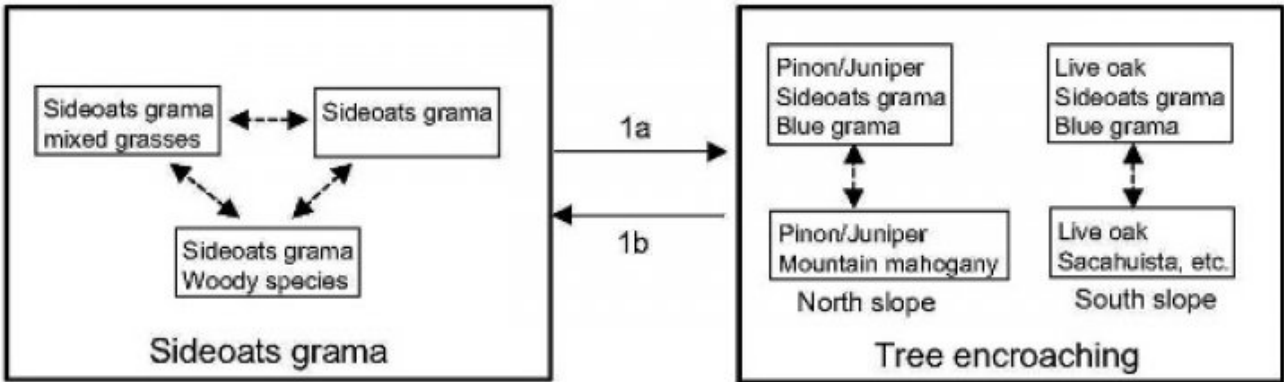 Sideoats grama
mixed grasses
Sideoats grama
Sideoats grama
Woody species
Sideoats grama
1a
1b
Pinon/Juniper
Sideoats grama
Blue grama
Live oak
Sideoats grama
Blue grama
Pinon/Juniper
Mountain mahogany
Live oak
Sacahuista, etc.
North slope
South slope
Tree encroaching